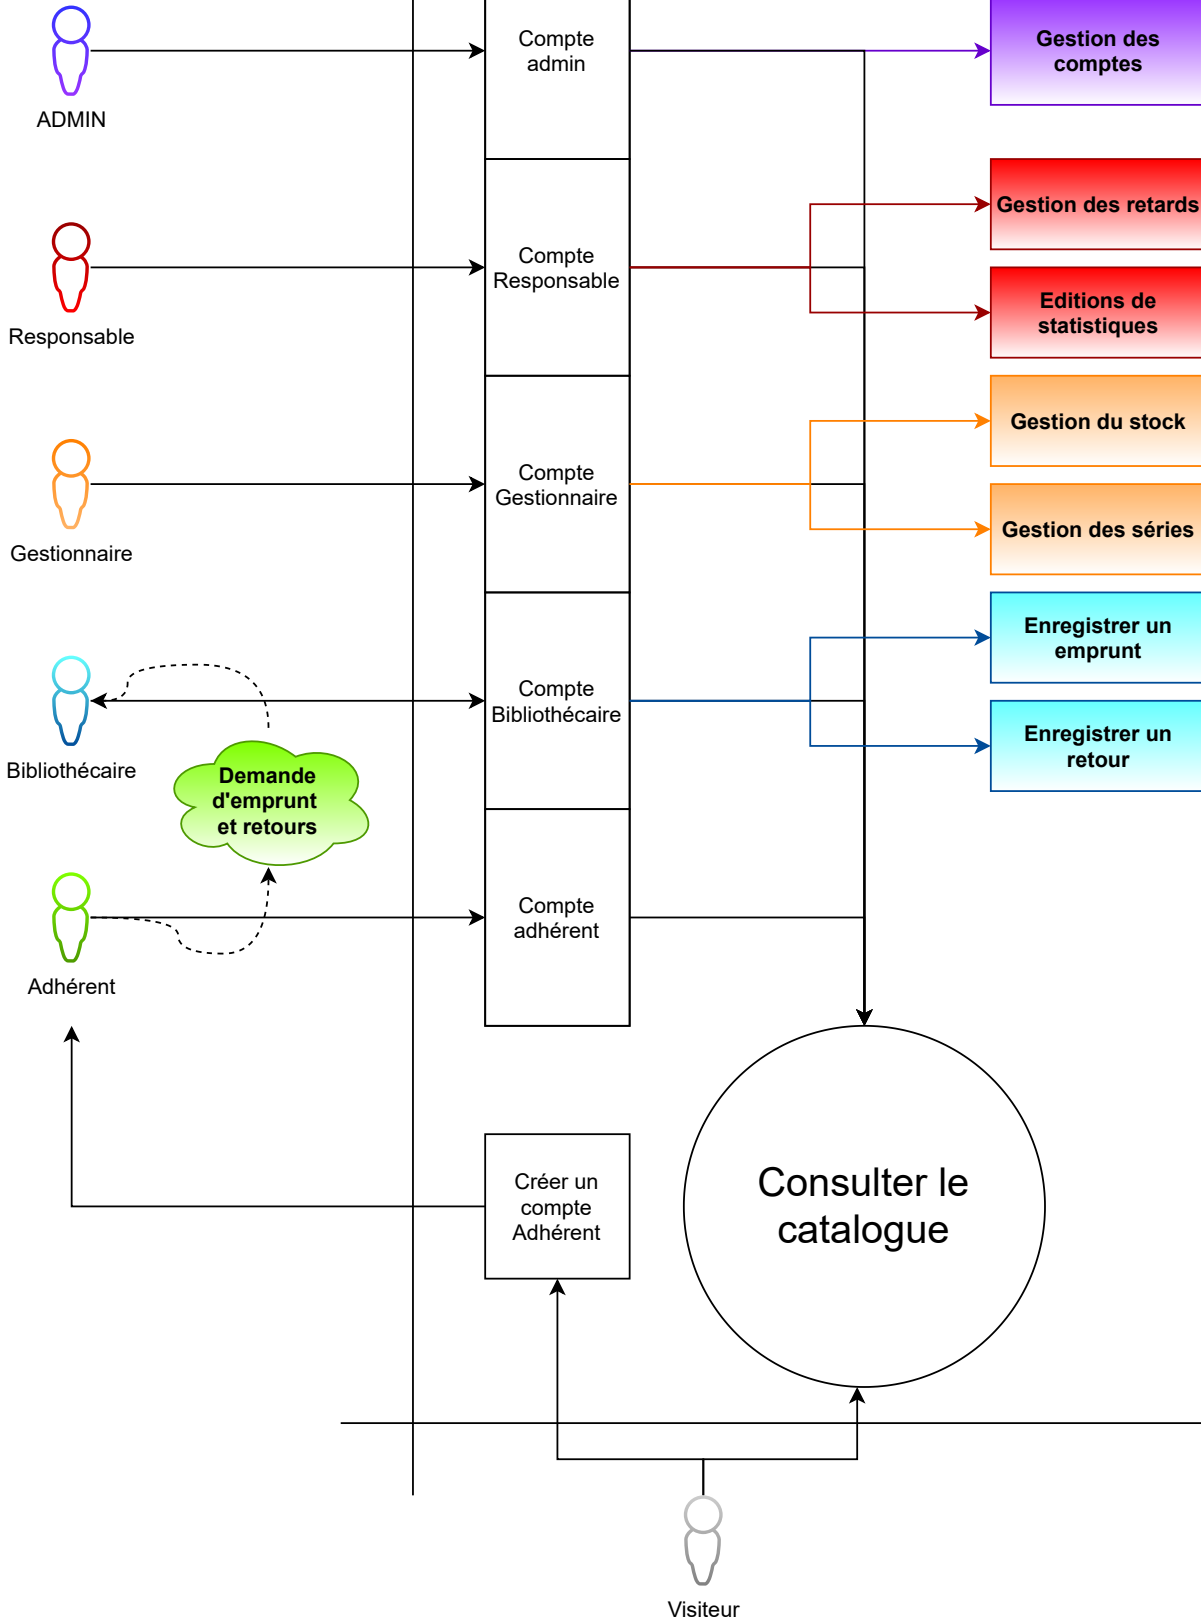 ADMIN
Compte
admin
Gestion des
comptes
Responsable
Compte
Responsable
Gestion des retards
Editions de
statistiques
Gestionnaire
Compte
Gestionnaire
Gestion du stock
Gestion des séries
Bibliothécaire
Compte
Bibliothécaire
Enregistrer un
emprunt
Enregistrer un
retour
Demande
d'emprunt
et retours
Adhérent
Compte
adhérent
Créer un
compte
Adhérent
Consulter le
catalogue
Visiteur